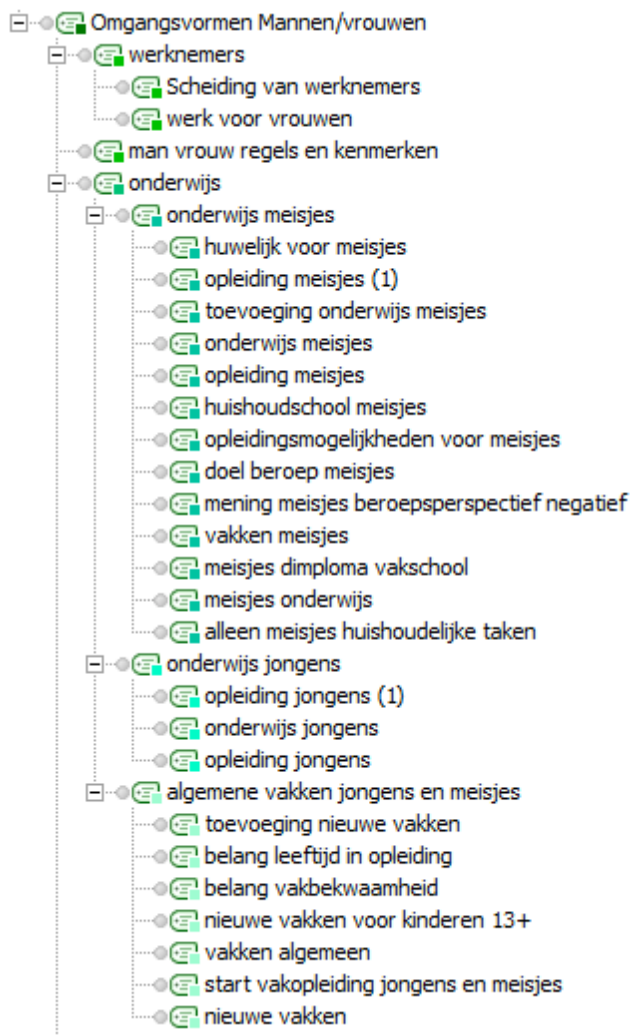 Omgangsvormen Mannen/vrouwen
werknemers
Scheiding van werknemers
werk voor vrouwen
man vrouw regels en kenmerken
onderwijs
onderwijs meisjes
huwelijk voor meisjes
opleiding meisjes (1)
toevoeging onderwijs meisjes
onderwijs meisjes
opleiding meisjes
huishoudschool meisjes
opleidingsmogelijkheden voor meisjes
doel beroep meisjes
mening meisjes beroepsperspectief negatief
vakken meisjes
meisjes dimploma vakschool
meisjes onderwijs
alleen meisjes huishoudelijke taken
onderwijs jongens
opleiding jongens (1)
onderwijs jongens
opleiding jongens
algemene vakken jongens en meisjes
toevoeging nieuwe vakken
belang leeftijd in opleiding
belang vakbekwaamheid
nieuwe vakken voor kinderen 13+
vakken algemeen
start vakopleiding jongens en meisjes
nieuwe vakken